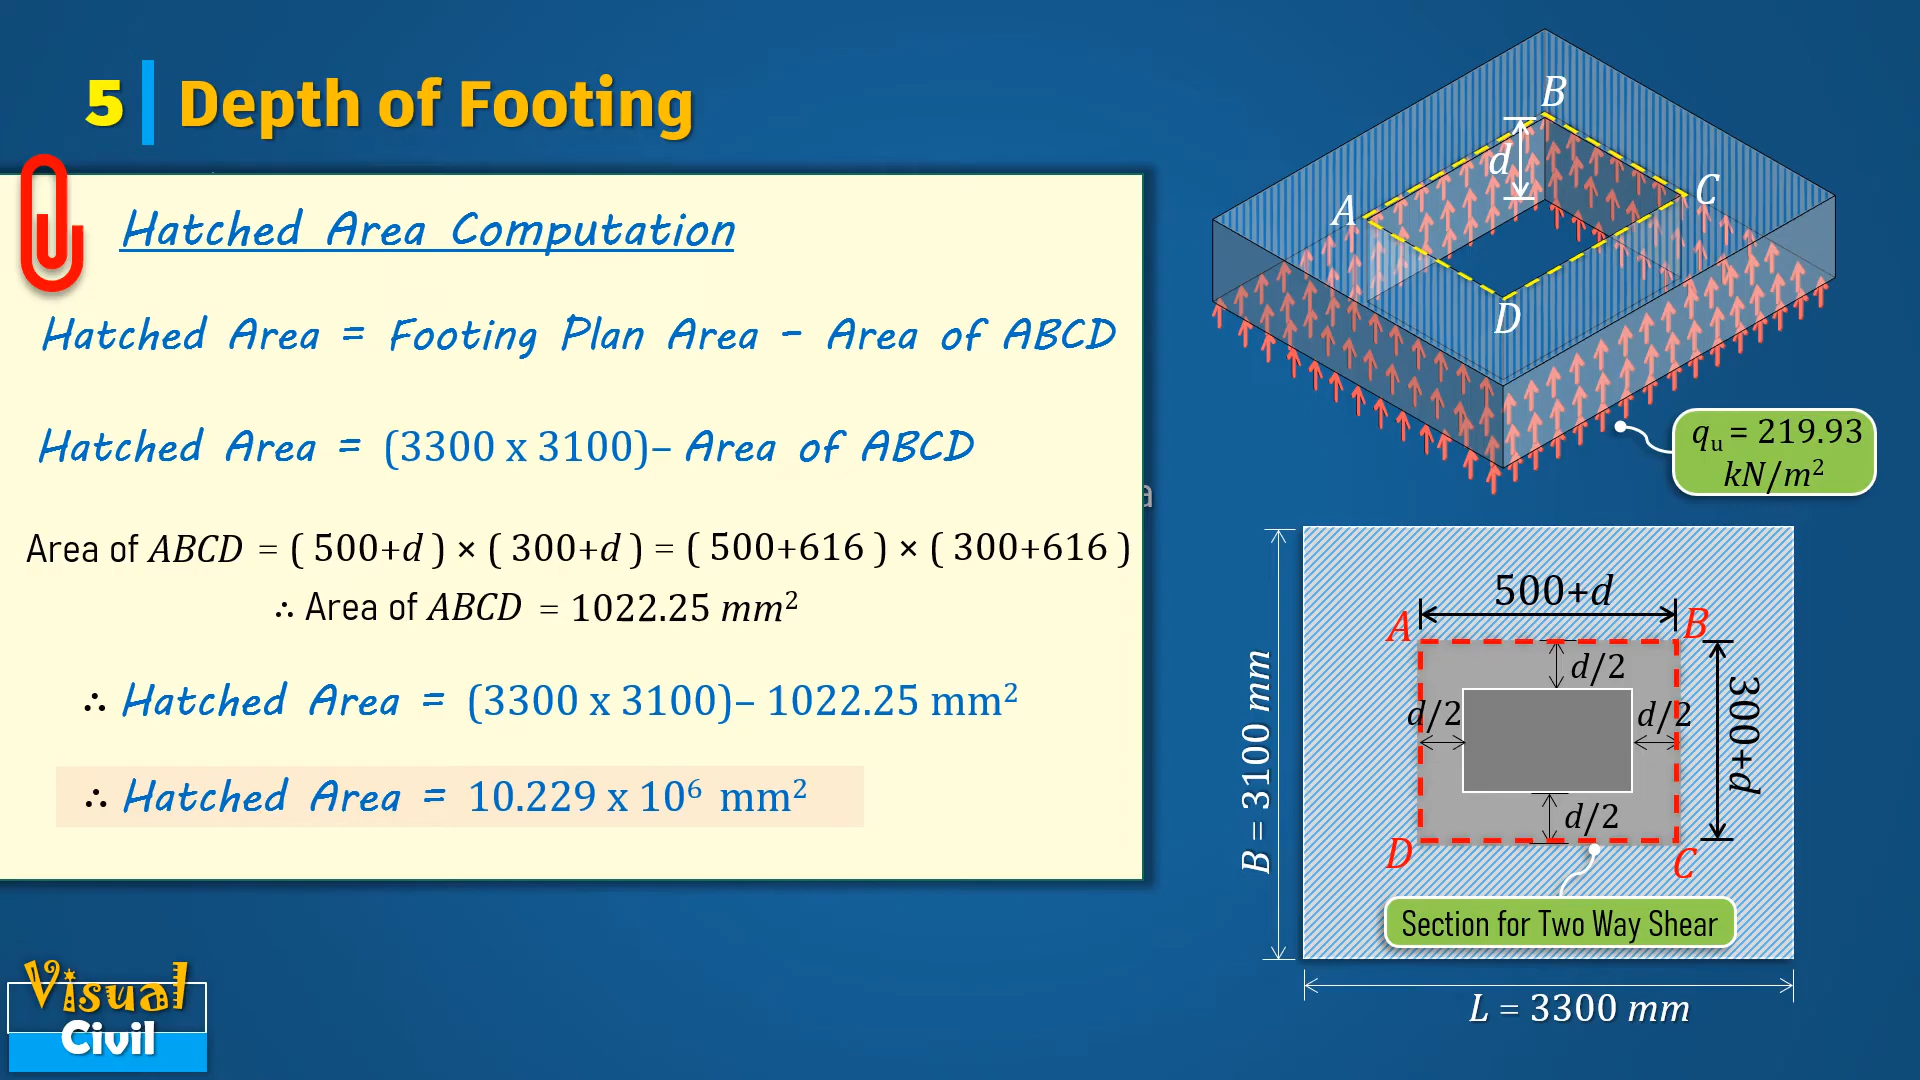 5 Depth of Footing
Hatched Area Computation
Hatched Area = Footing Plan Area – Area of ABCD
Hatched Area = (3300 x 3100)– Area of ABCD
Area of ABCD = ( 500+d ) × ( 300+d ) = ( 500+616 ) × ( 300+616 )
∴ Area of ABCD = 1022.25 mm²
∴ Hatched Area = (3300 x 3100)– 1022.25 mm²
∴ Hatched Area = 10.229 x 10⁶ mm²
a
B
d
A
C
D
qᵤ = 219.93
kN/m²
500+d
A
B
d/2
d/2
d/2
300+d
d/2
D
C
B = 3100 mm
Section for Two Way Shear
L = 3300 mm
Visual
Civil